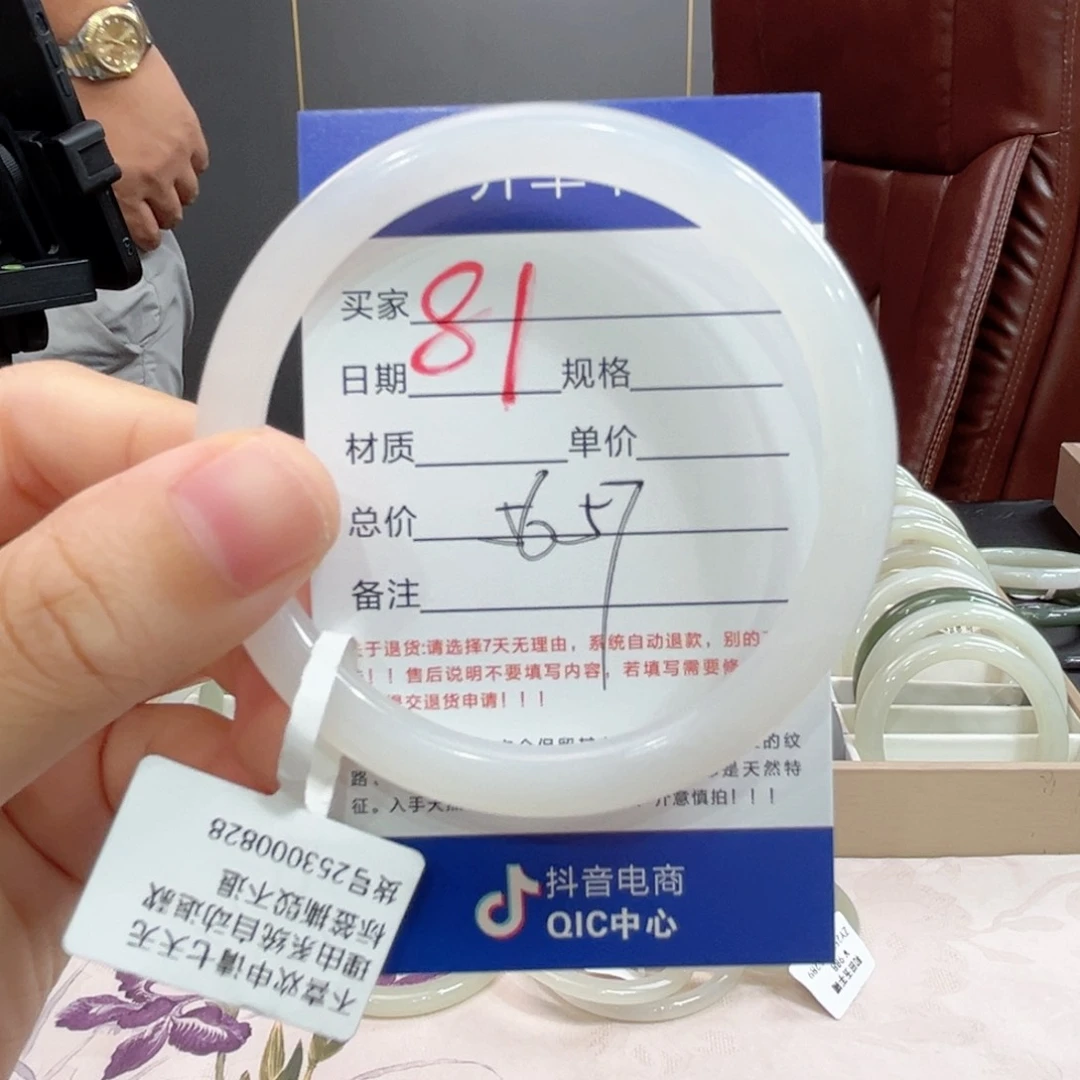 买家 81
日期 规格
材质 单价
总价 657
备注
于退货:请选择7天无理由，系统自动退款，别的
！！售后说明不要填写内容，若填写需要修
交退货申请！！！
的纹
路、 是天然特
征。入手天 介意慎拍！！！
抖音电商
QIC中心
不喜欢申请七天无
理由系统自动退款
标签撕毁不退
货号253000828